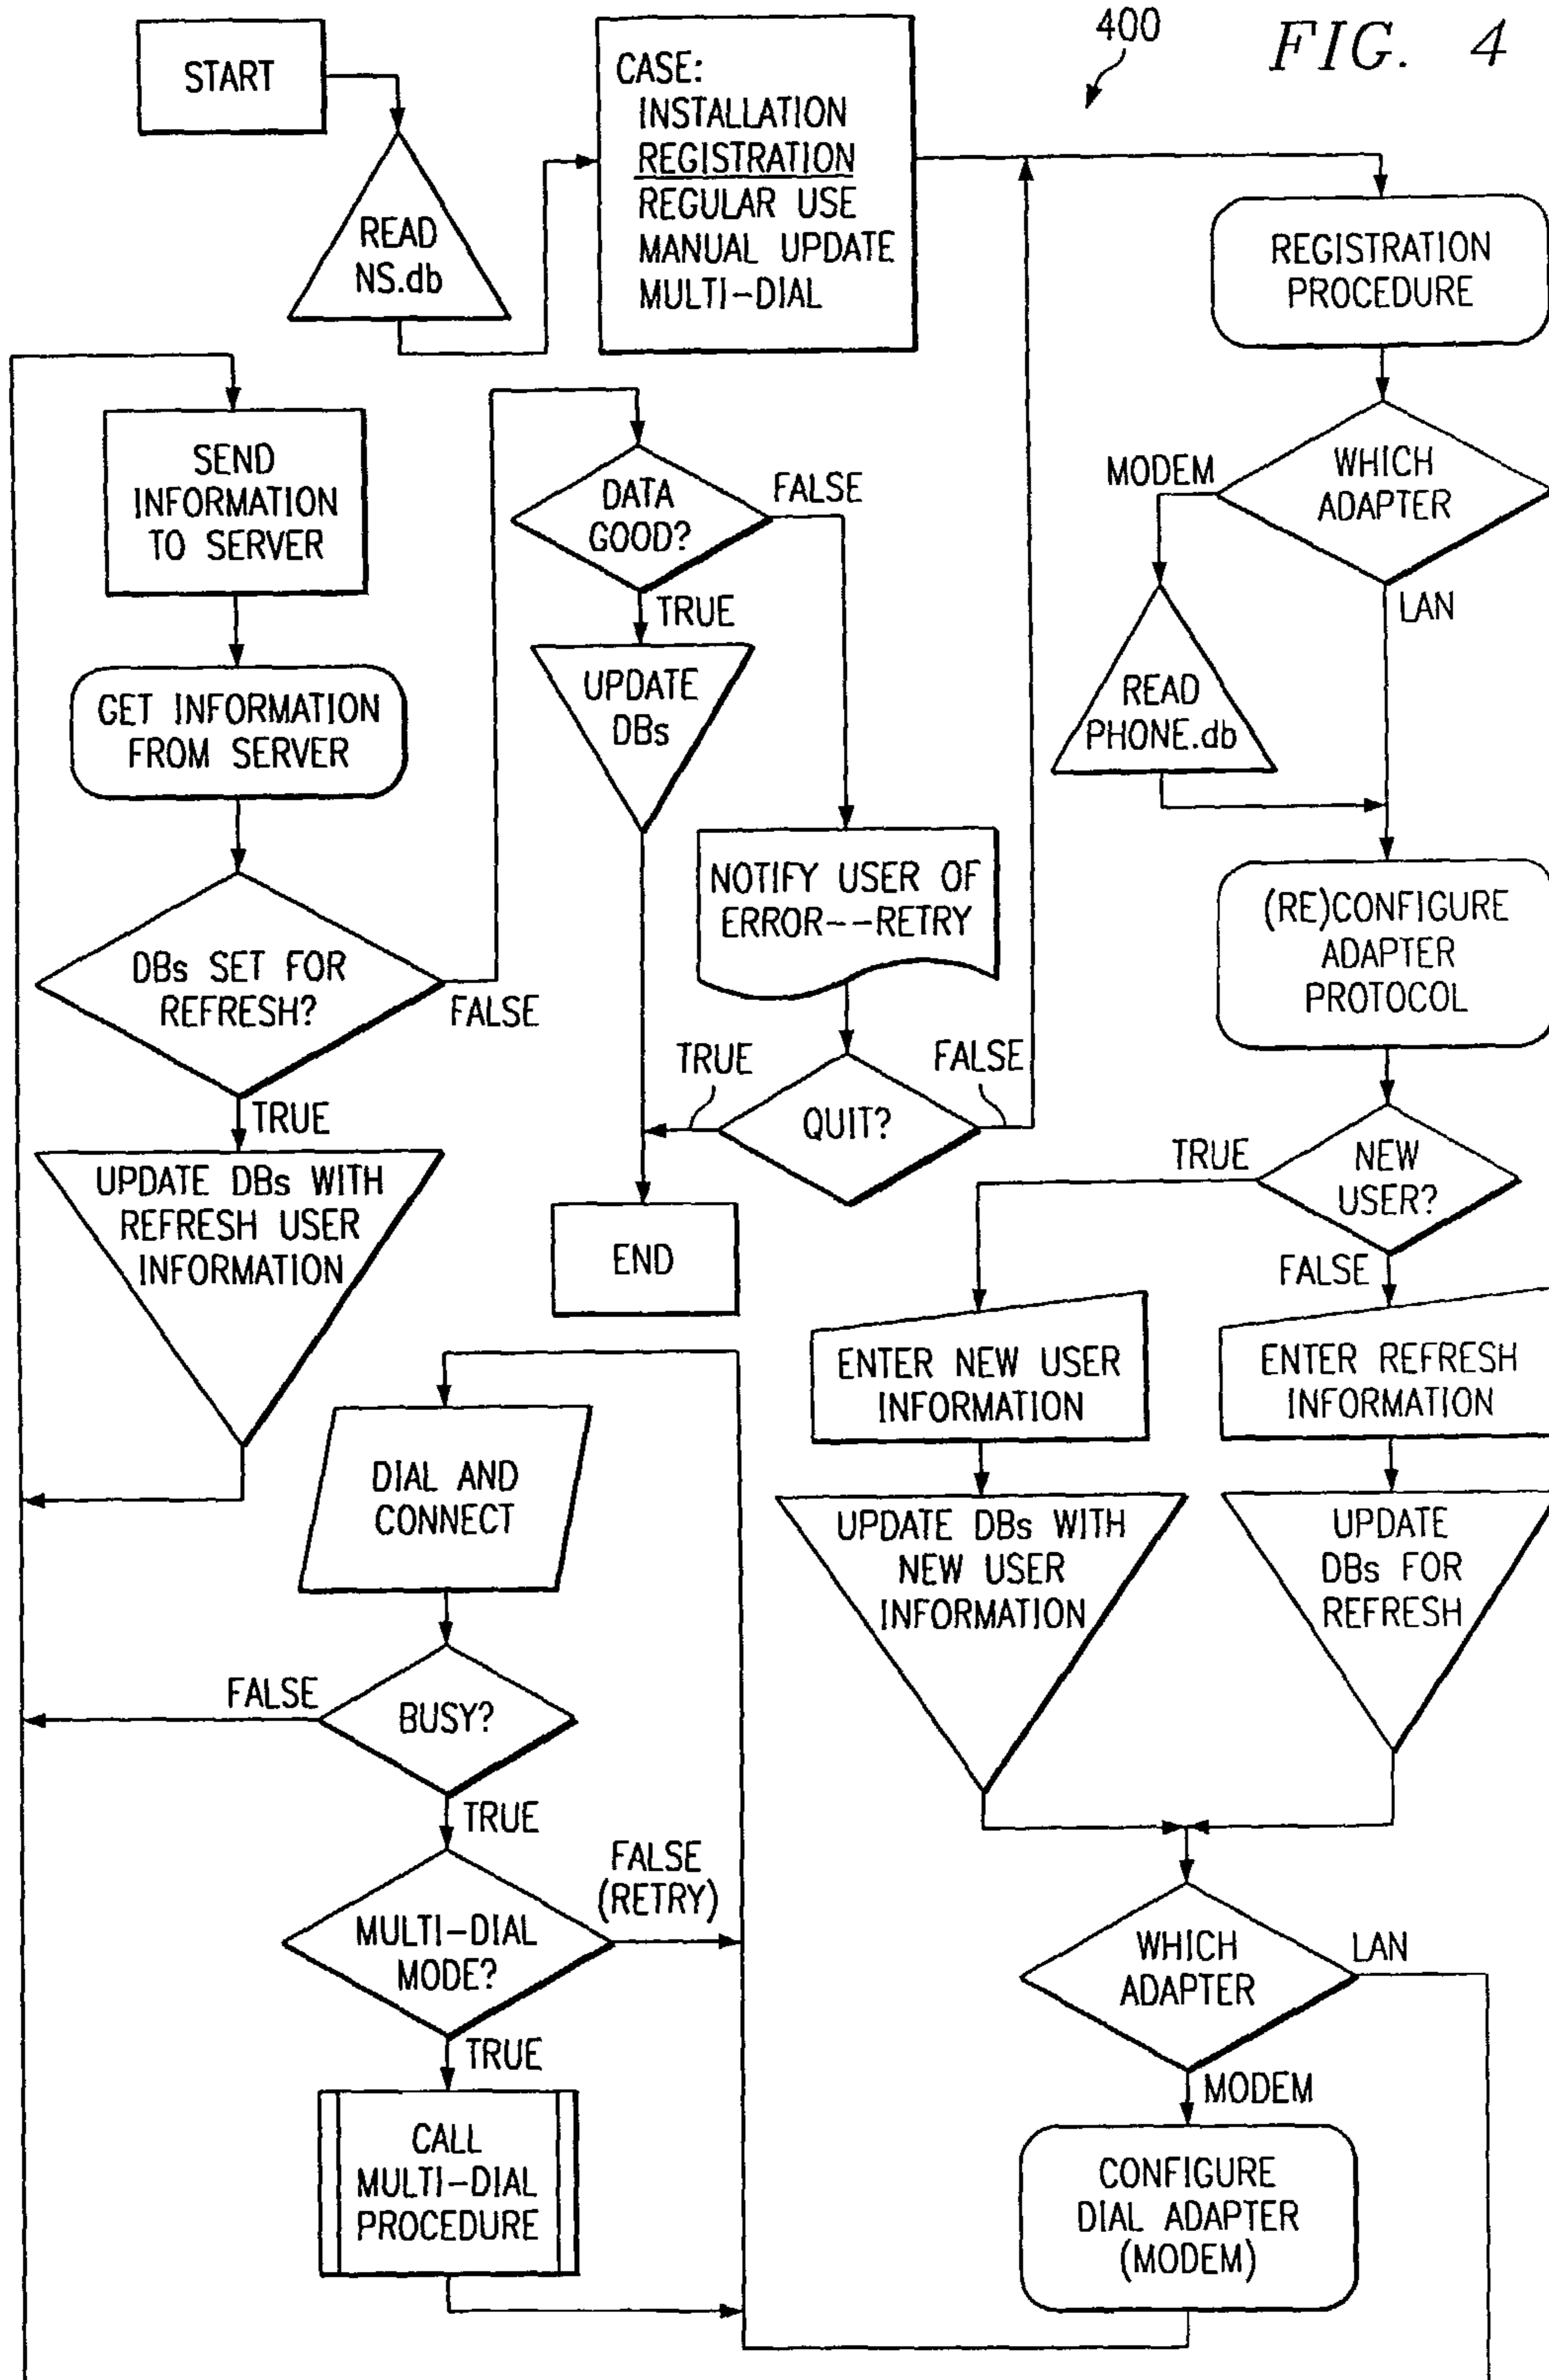 400
FIG. 4
START
READ
NS.db
CASE:
INSTALLATION
REGISTRATION
REGULAR USE
MANUAL UPDATE
MULTI-DIAL
REGISTRATION
PROCEDURE
WHICH
ADAPTER
MODEM
LAN
READ
PHONE.db
(RE)CONFIGURE
ADAPTER
PROTOCOL
NEW
USER?
TRUE
FALSE
ENTER NEW USER
INFORMATION
ENTER REFRESH
INFORMATION
UPDATE DBs WITH
NEW USER
INFORMATION
UPDATE
DBs FOR
REFRESH
WHICH
ADAPTER
LAN
MODEM
CONFIGURE
DIAL ADAPTER
(MODEM)
DIAL AND
CONNECT
BUSY?
FALSE
TRUE
MULTI-DIAL
MODE?
FALSE
(RETRY)
TRUE
CALL
MULTI-DIAL
PROCEDURE
SEND
INFORMATION
TO SERVER
GET INFORMATION
FROM SERVER
DBs SET FOR
REFRESH?
FALSE
TRUE
UPDATE DBs WITH
REFRESH USER
INFORMATION
DATA
GOOD?
FALSE
TRUE
UPDATE
DBs
NOTIFY USER OF
ERROR--RETRY
QUIT?
TRUE
FALSE
END